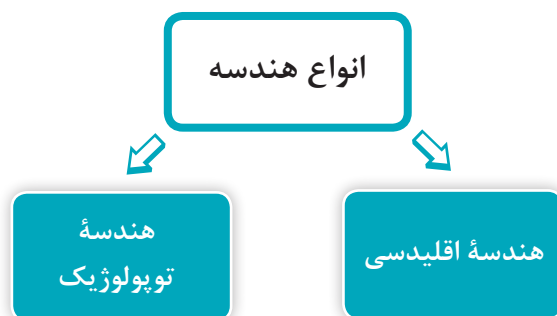 انواع هندسه
هندسهٔ اقلیدسی
هندسهٔ
توپولوژیک